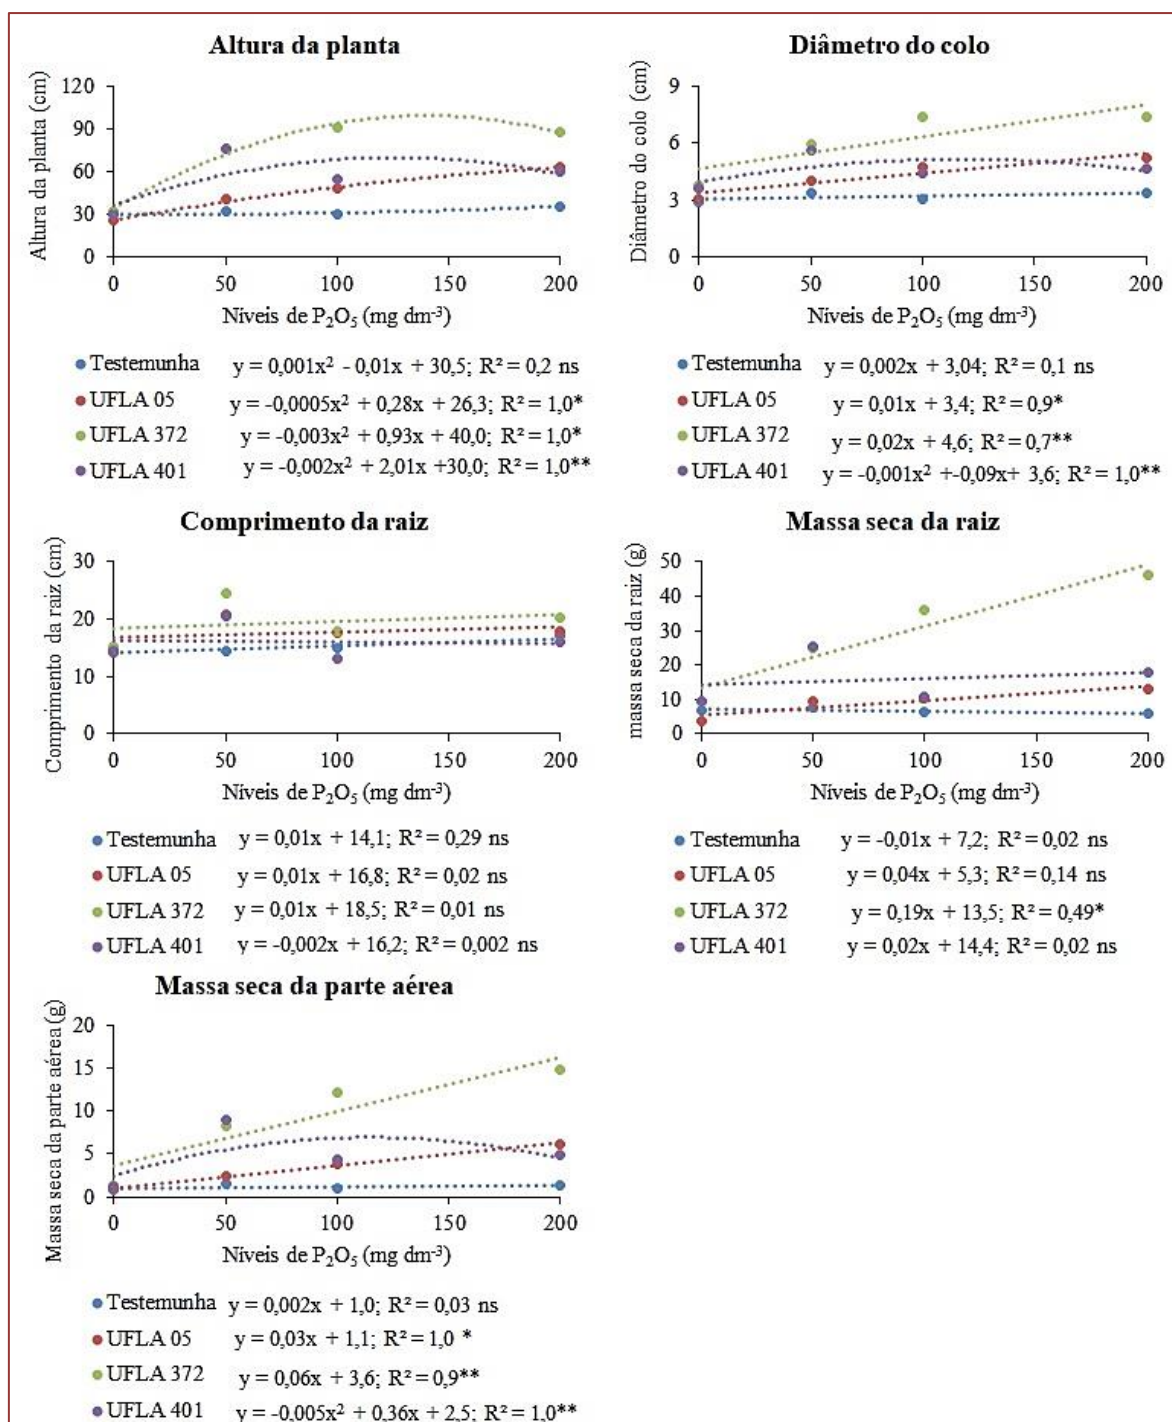 Altura da planta
Altura da planta (cm)
120
90
60
30
0
0 50 100 150 200
Níveis de P₂O₅ (mg dm⁻³)
Testemunha y = 0,001x² - 0,01x + 30,5; R² = 0,2 ns
UFLA 05 y = -0,0005x² + 0,28x + 26,3; R² = 1,0*
UFLA 372 y = -0,003x² + 0,93x + 40,0; R² = 1,0*
UFLA 401 y = -0,002x² + 2,01x +30,0; R² = 1,0**
Diâmetro do colo
Diâmetro do colo (cm)
9
6
3
0
0 50 100 150 200
Níveis de P₂O₅ (mg dm⁻³)
Testemunha y = 0,002x + 3,04; R² = 0,1 ns
UFLA 05 y = 0,01x + 3,4; R² = 0,9*
UFLA 372 y = 0,02x + 4,6; R² = 0,7**
UFLA 401 y = -0,001x² +-0,09x+ 3,6; R² = 1,0**
Comprimento da raiz
Comprimento da raiz (cm)
30
20
10
0
0 50 100 150 200
Níveis de P₂O₅ (mg dm⁻³)
Testemunha y = 0,01x + 14,1; R² = 0,29 ns
UFLA 05 y = 0,01x + 16,8; R² = 0,02 ns
UFLA 372 y = 0,01x + 18,5; R² = 0,01 ns
UFLA 401 y = -0,002x + 16,2; R² = 0,002 ns
Massa seca da raiz
massa seca da raiz (g)
50
40
30
20
10
0
0 50 100 150 200
Níveis de P₂O₅ (mg dm⁻³)
Testemunha y = -0,01x + 7,2; R² = 0,02 ns
UFLA 05 y = 0,04x + 5,3; R² = 0,14 ns
UFLA 372 y = 0,19x + 13,5; R² = 0,49*
UFLA 401 y = 0,02x + 14,4; R² = 0,02 ns
Massa seca da parte aérea
Massa seca da parte aérea (g)
20
15
10
5
0
0 50 100 150 200
Níveis de P₂O₅ (mg dm⁻³)
Testemunha y = 0,002x + 1,0; R² = 0,03 ns
UFLA 05 y = 0,03x + 1,1; R² = 1,0 *
UFLA 372 y = 0,06x + 3,6; R² = 0,9**
UFLA 401 y = -0,005x² + 0,36x + 2,5; R² = 1,0**